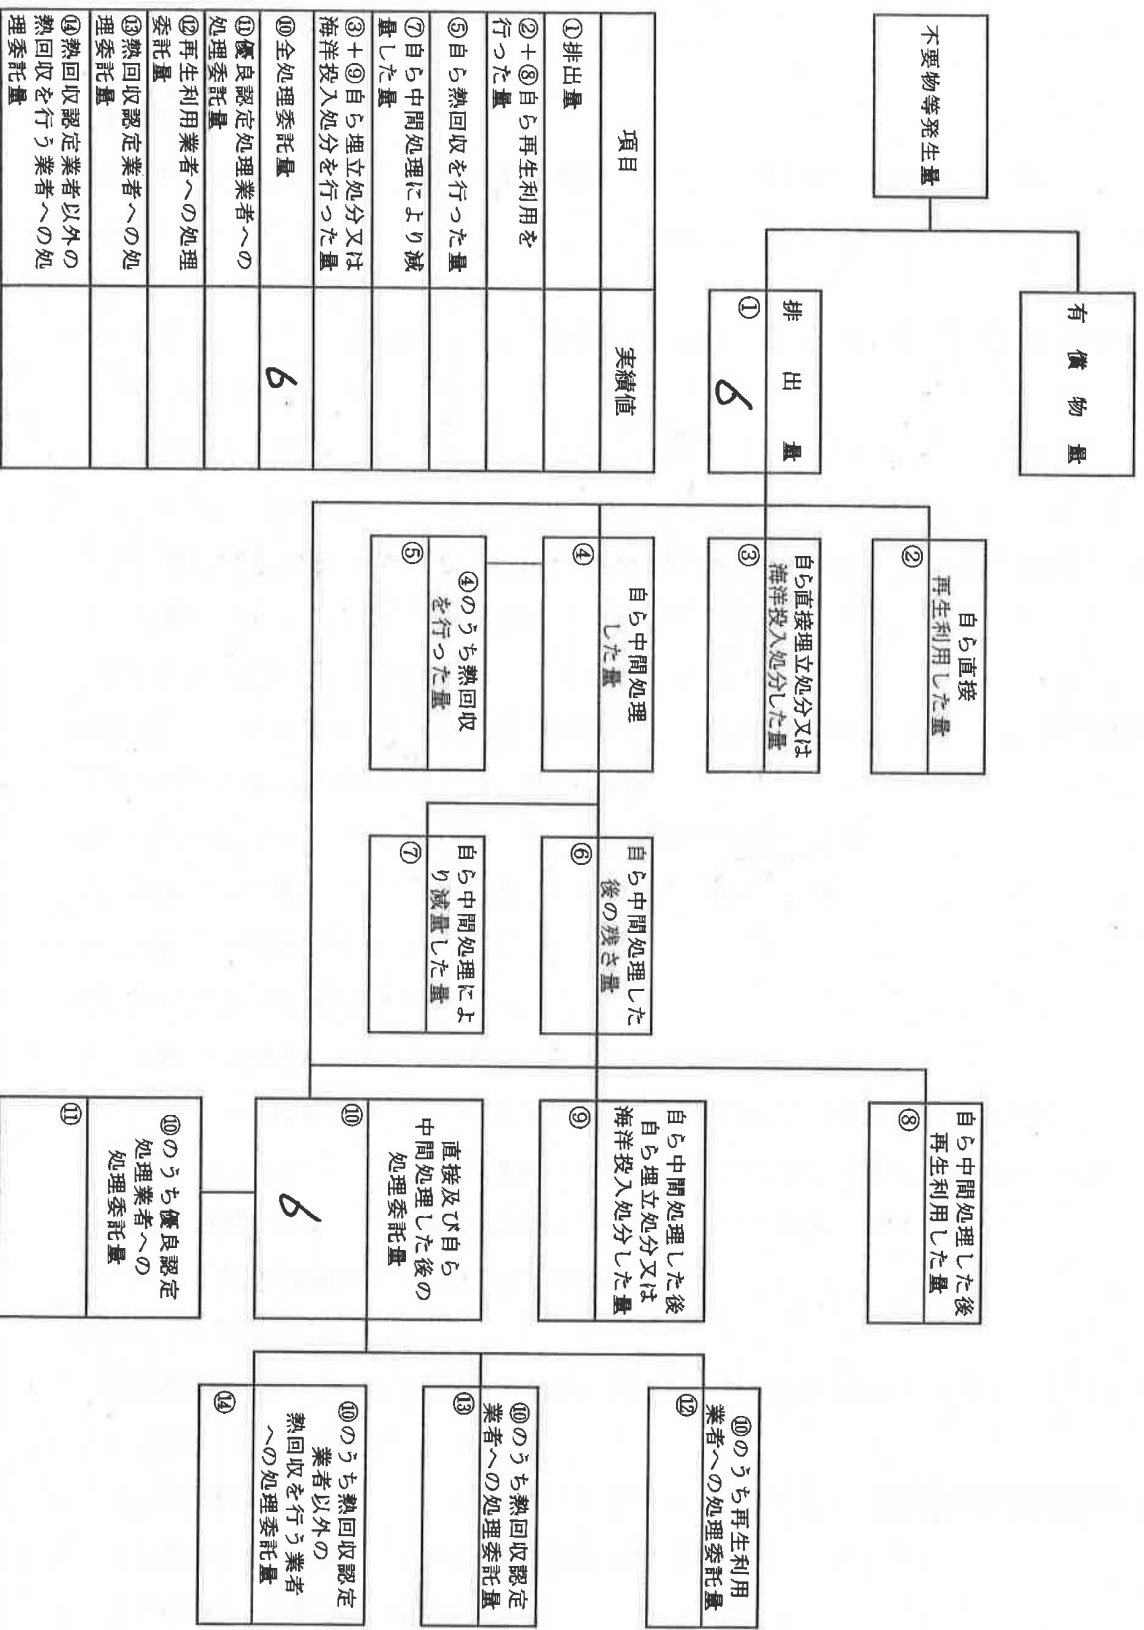 不要物等発生量
有償物量
排出量
① 6
自ら直接
再生利用した量
②
自ら直接埋立処分又は
海洋投入処分した量
③
自ら中間処理
した量
④
④のうち熱回収
を行った量
⑤
自ら中間処理した
後の残さ量
⑥
自ら中間処理によ
り減量した量
⑦
自ら中間処理した後
再生利用した量
⑧
自ら中間処理した後
自ら埋立処分又は
海洋投入処分した量
⑨
直接及び自ら
中間処理した後の
処理委託量
⑩ 6
⑩のうち優良認定
処理業者への
処理委託量
⑪
⑩のうち再生利用
業者への処理委託量
⑫
⑩のうち熱回収認定
業者への処理委託量
⑬
⑩のうち熱回収認定
業者以外の
熱回収を行う業者
への処理委託量
⑭
項目 実績値
①排出量
②+⑧自ら再生利用を
行った量
⑤自ら熱回収を行った量
⑦自ら中間処理により減
量した量
③+⑨自ら埋立処分又は
海洋投入処分を行った量
⑩全処理委託量 6
⑪優良認定処理業者への
処理委託量
⑫再生利用業者への処理
委託量
⑬熱回収認定業者への処
理委託量
⑭熱回収認定業者以外の
熱回収を行う業者への処
理委託量